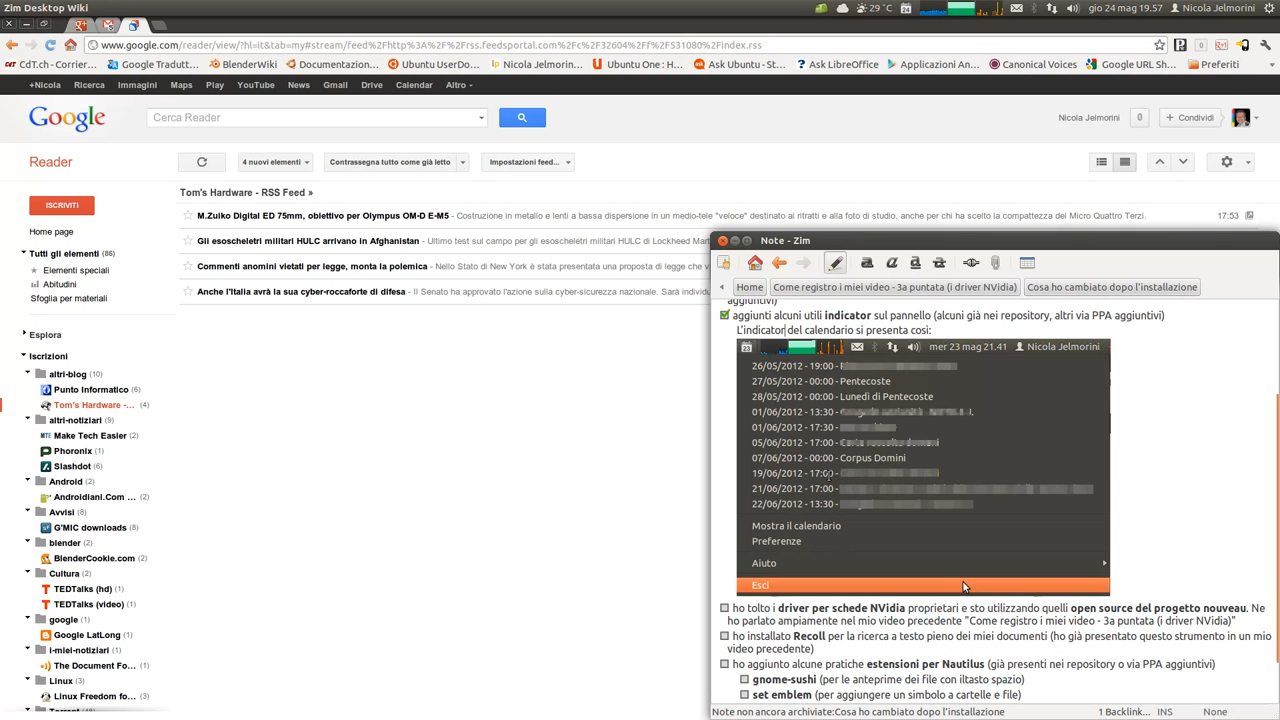 Zim Desktop Wiki
29 °C
gio 24 mag 19.57
Nicola Jelmorini
www.google.com/reader/view/?hl=it&tab=my#stream/feed%2Fhttp%3A%2F%2Frss.feedsportal.com%2Fc%2F32604%2Ff%2F531080%2Findex.rss
CdT.ch - Corrier...
Google Tradutt...
BlenderWiki
Documentazion...
Ubuntu UserDo...
Nicola Jelmorin...
Ubuntu One : H...
Ask Ubuntu - St...
Ask LibreOffice
Applicazioni An...
Canonical Voices
Google URL Sh...
Preferiti
+Nicola Ricerca Immagini Maps Play YouTube News Gmail Drive Calendar Altro
Google
Cerca Reader
Nicola Jelmorini
0
+ Condividi
Reader
4 nuovi elementi
Contrassegna tutto come già letto
Impostazioni feed...
Tom's Hardware - RSS Feed »
ISCRIVITI
M.Zuiko Digital ED 75mm, obiettivo per Olympus OM-D E-M5 - Costruzione in metallo e lenti a bassa dispersione in un medio-tele "veloce" destinato ai ritratti e alla foto di studio, anche per chi ha scelto la compattezza del Micro Quattro Terzi. 17:53
Gli esoscheletri militari HULC arrivano in Afghanistan - Ultimo test sul campo per gli esoscheletri militari HULC di Lockheed Mart
Commenti anomini vietati per legge, monta la polemica - Nello Stato di New York è stata presentata una proposta di legge che v
Anche l'Italia avrà la sua cyber-roccaforte di difesa - Il Senato ha approvato l'azione sulla cyber-sicurezza nazionale. Sarà indivi
Home page
Tutti gli elementi (86)
Elementi speciali
Abitudini
Sfoglia per materiali
Esplora
Iscrizioni
altri-blog (10)
Punto Informatico (6)
Tom's Hardware -... (4)
altri-notiziari (9)
Make Tech Easier (2)
Phoronix (1)
Slashdot (6)
Android (2)
Androidiani.Com ... (2)
Avvisi (8)
G'MIC downloads (8)
blender (2)
BlenderCookie.com (2)
Cultura (2)
TEDTalks (hd) (1)
TEDTalks (video) (1)
google (1)
Google LatLong (1)
i-miei-notiziari (1)
The Document Fo... (1)
Linux (3)
Linux Freedom fo... (3)
Note - Zim
Home
Come registro i miei video - 3a puntata (i driver NVidia)
Cosa ho cambiato dopo l'installazione
aggiuntivi)
aggiunti alcuni utili indicator sul pannello (alcuni già nei repository, altri via PPA aggiuntivi)
L'indicator del calendario si presenta cosi:
23
mer 23 mag 21.41
Nicola Jelmorini
26/05/2012 - 19:00 -
27/05/2012 - 00:00 - Pentecoste
28/05/2012 - 00:00 - Lunedì di Pentecoste
01/06/2012 - 13:30 -
01/06/2012 - 17:30 -
05/06/2012 - 17:00 -
07/06/2012 - 00:00 - Corpus Domini
19/06/2012 - 17:00 -
21/06/2012 - 17:00 -
22/06/2012 - 13:30 -
Mostra il calendario
Preferenze
Aiuto
Esci
ho tolto i driver per schede NVidia proprietari e sto utilizzando quelli open source del progetto nouveau. Ne
ho parlato ampiamente nel mio video precedente "Come registro i miei video - 3a puntata (i driver NVidia)"
ho installato Recoll per la ricerca a testo pieno dei miei documenti (ho già presentato questo strumento in un mio
video precedente)
ho aggiunto alcune pratiche estensioni per Nautilus (già presenti nei repository o via PPA aggiuntivi)
gnome-sushi (per le anteprime dei file con iltasto spazio)
set emblem (per aggiungere un simbolo a cartelle e file)
Note non ancora archiviate:Cosa ho cambiato dopo l'installazione
1 Backlink...
INS
None